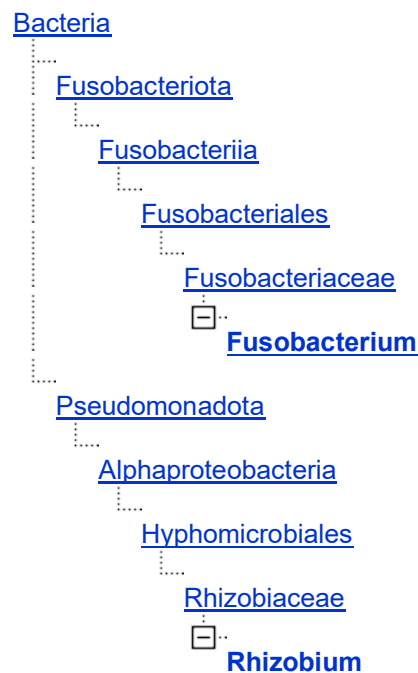 Bacteria
Fusobacteriota
Fusobacteriia
Fusobacteriales
Fusobacteriaceae
Fusobacterium
Pseudomonadota
Alphaproteobacteria
Hyphomicrobiales
Rhizobiaceae
Rhizobium